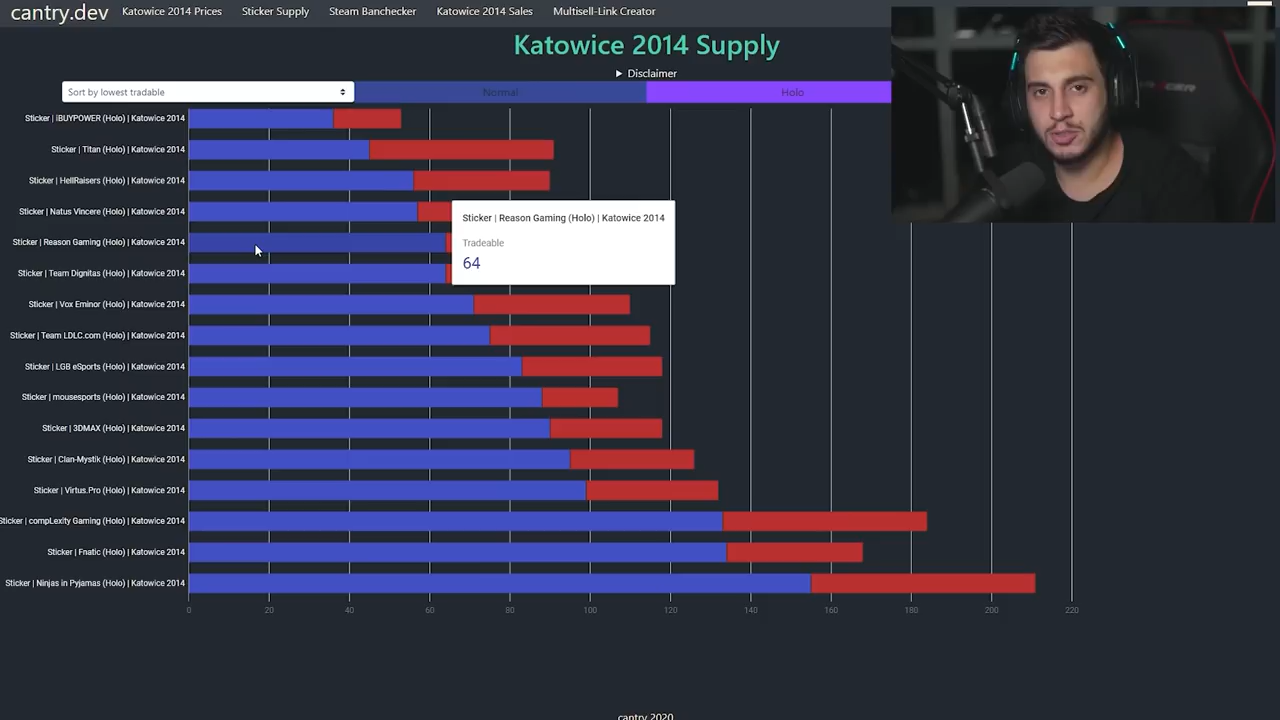 cantry.dev Katowice 2014 Prices Sticker Supply Steam Banchecker Katowice 2014 Sales Multisell-Link Creator
Katowice 2014 Supply
▶ Disclaimer
Sort by lowest tradable Normal Holo
Sticker | iBUYPOWER (Holo) | Katowice 2014
Sticker | Titan (Holo) | Katowice 2014
Sticker | HellRaisers (Holo) | Katowice 2014
Sticker | Natus Vincere (Holo) | Katowice 2014
Sticker | Reason Gaming (Holo) | Katowice 2014
Sticker | Reason Gaming (Holo) | Katowice 2014
Tradeable
64
Sticker | Team Dignitas (Holo) | Katowice 2014
Sticker | Vox Eminor (Holo) | Katowice 2014
Sticker | Team LDLC.com (Holo) | Katowice 2014
Sticker | LGB eSports (Holo) | Katowice 2014
Sticker | mousesports (Holo) | Katowice 2014
Sticker | 3DMAX (Holo) | Katowice 2014
Sticker | Clan-Mystik (Holo) | Katowice 2014
Sticker | Virtus.Pro (Holo) | Katowice 2014
Sticker | compLexity Gaming (Holo) | Katowice 2014
Sticker | Fnatic (Holo) | Katowice 2014
Sticker | Ninjas in Pyjamas (Holo) | Katowice 2014
0 20 40 60 80 100 120 140 160 180 200 220
cantry 2020